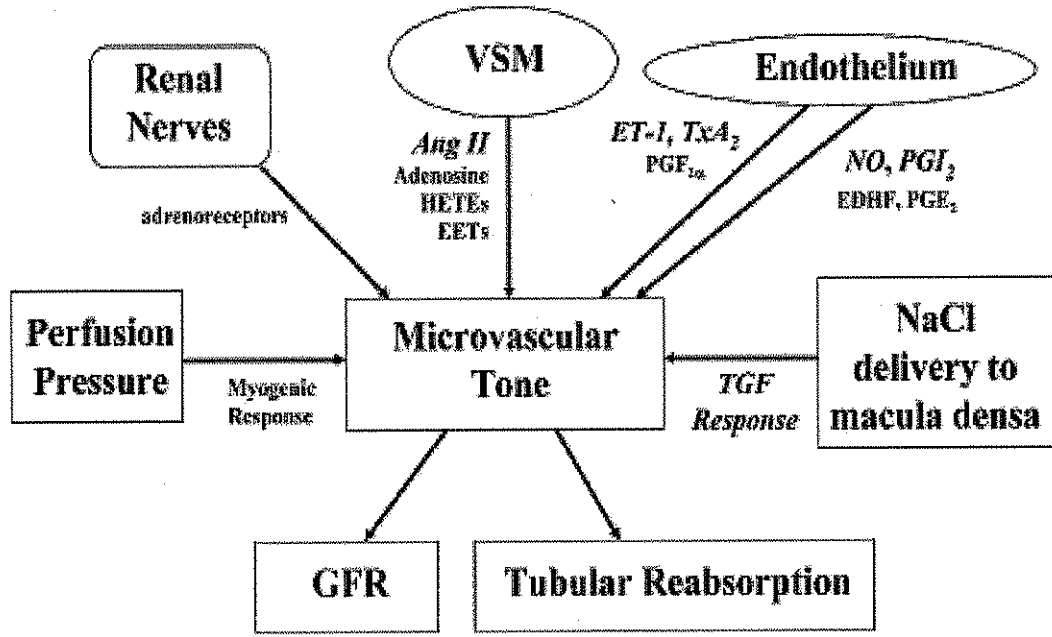 Renal
Nerves
VSM
Endothelium
adrenoreceptors
Ang II
Adenosine
HETEs
EETs
ET-1, TxA2
PGF2α
NO, PGI2
EDHF, PGE2
Perfusion
Pressure
Myogenic
Response
Microvascular
Tone
TGF
Response
NaCl
delivery to
macula densa
GFR
Tubular Reabsorption